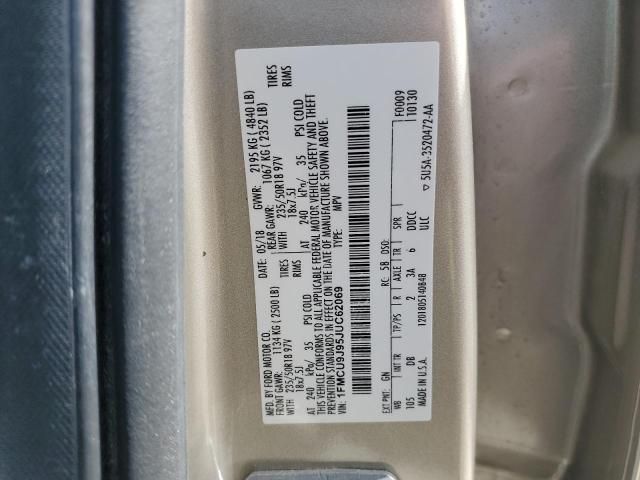 MFD. BY FORD MOTOR CO.
DATE: 05/18 GVWR: 2195 KG ( 4840 LB)
FRONT GAWR: 1134 KG ( 2500 LB) REAR GAWR: 1067 KG ( 2352 LB)
WITH TIRES WITH TIRES
235/50R18 97V 235/50R18 97V
18x7.5J RIMS 18x7.5J RIMS
AT 240 kPa/ 35 PSI COLD AT 240 kPa/ 35 PSI COLD
THIS VEHICLE CONFORMS TO ALL APPLICABLE FEDERAL MOTOR VEHICLE SAFETY AND THEFT
PREVENTION STANDARDS IN EFFECT ON THE DATE OF MANUFACTURE SHOWN ABOVE.
VIN: 1FMCU9J95JUC62069 TYPE: MPV
F0009
10130
EXT PNT: GN RC: 5B DSO:
WB INT TR TP/PS R AXLE TR SPR
105 DB 2 3A 6 DDCC
MADE IN U.S.A. 1201805140848 ULC
5U5A-3520472-AA